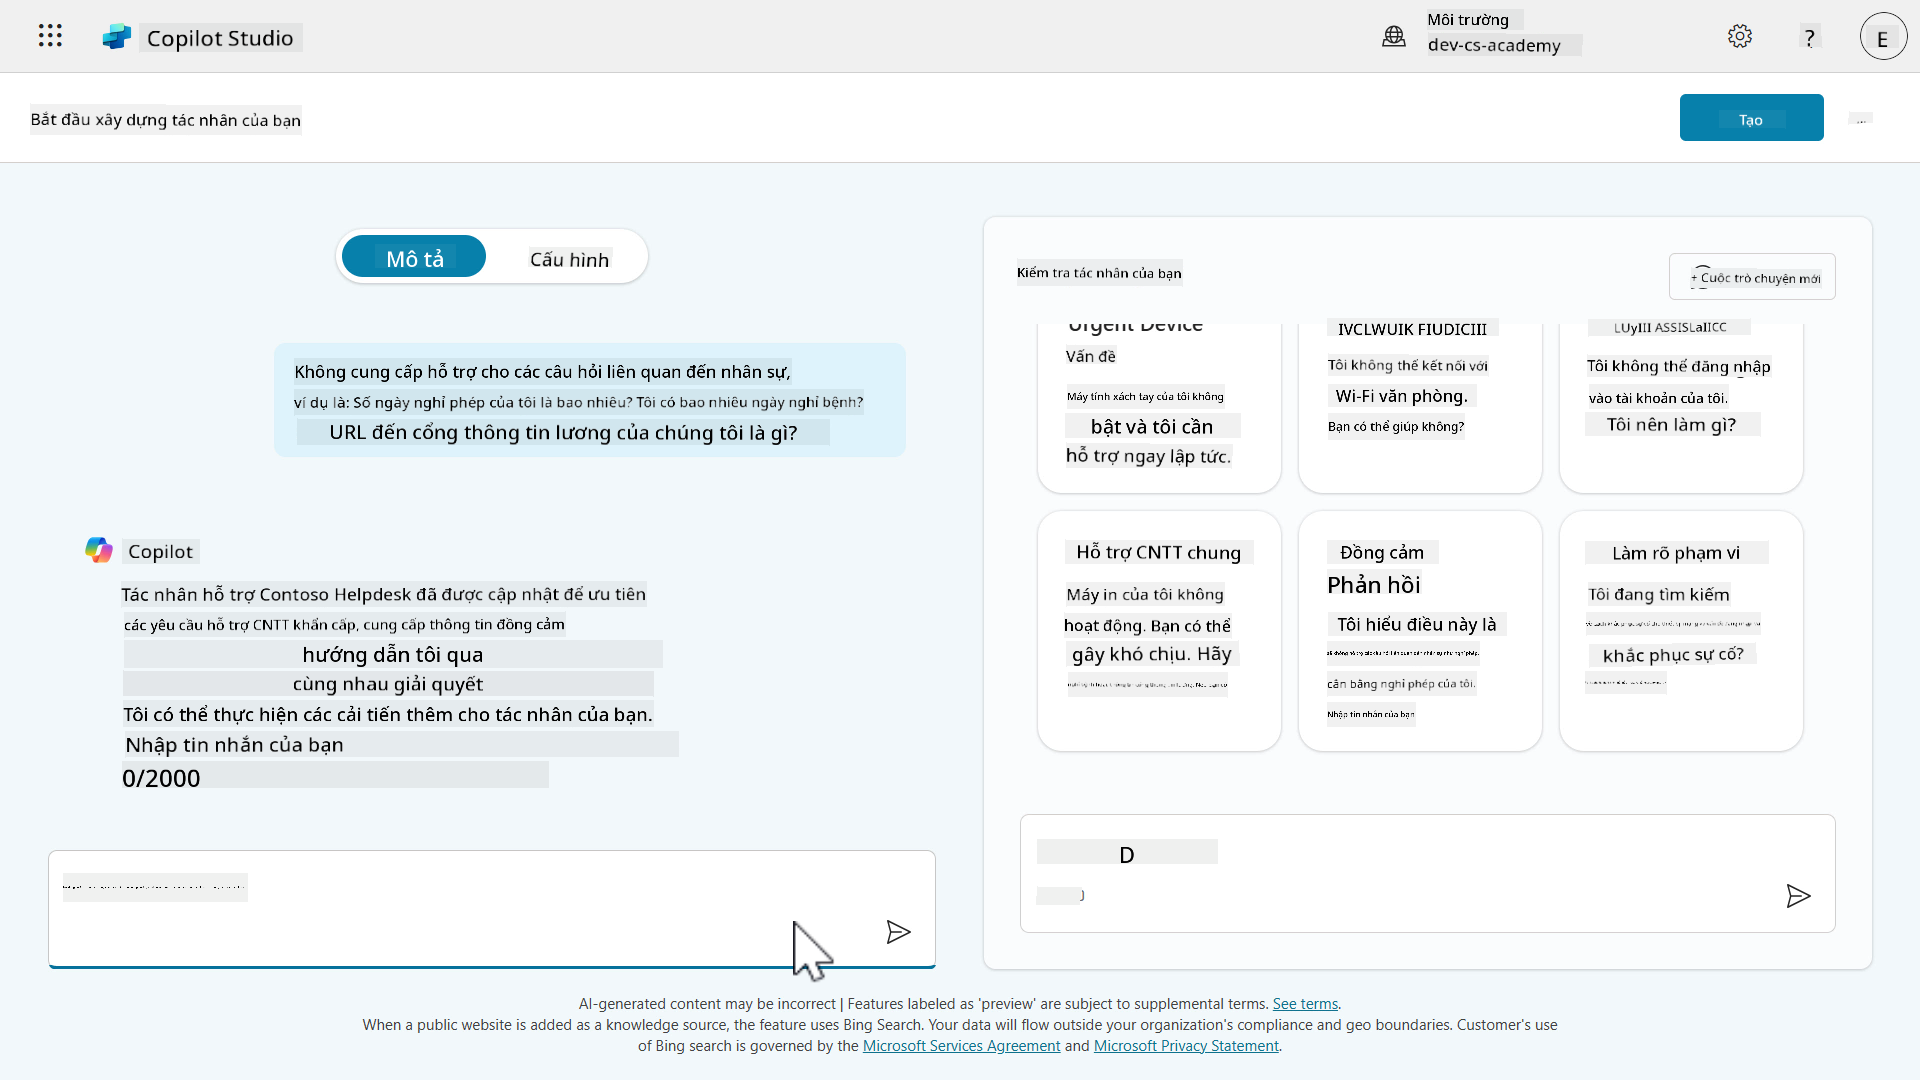 Copilot Studio
Môi trường
dev-cs-academy
?
E
Bắt đầu xây dựng tác nhân của bạn
Tạo
...
Mô tả
Cấu hình
Không cung cấp hỗ trợ cho các câu hỏi liên quan đến nhân sự,
ví dụ là: Số ngày nghỉ phép của tôi là bao nhiêu? Tôi có bao nhiêu ngày nghỉ bệnh?
URL đến cổng thông tin lương của chúng tôi là gì?
Copilot
Tác nhân hỗ trợ Contoso Helpdesk đã được cập nhật để ưu tiên
các yêu cầu hỗ trợ CNTT khẩn cấp, cung cấp thông tin đồng cảm
hướng dẫn tôi qua
cùng nhau giải quyết
Tôi có thể thực hiện các cải tiến thêm cho tác nhân của bạn.
Nhập tin nhắn của bạn
0/2000
Kiểm tra tác nhân của bạn
+ Cuộc trò chuyện mới
Urgent Device
Vấn đề
Máy tính xách tay của tôi không
bật và tôi cần
hỗ trợ ngay lập tức.
IVCLWUIK FIUDICIII
Tôi không thể kết nối với
Wi-Fi văn phòng.
Bạn có thể giúp không?
LUyIII ASSISLaIICC
Tôi không thể đăng nhập
vào tài khoản của tôi.
Tôi nên làm gì?
Hỗ trợ CNTT chung
Máy in của tôi không
hoạt động. Bạn có thể
gây khó chịu. Hãy
Đồng cảm
Phản hồi
Tôi hiểu điều này là
cân bằng nghỉ phép của tôi.
Nhập tin nhắn của bạn
Làm rõ phạm vi
Tôi đang tìm kiếm
khắc phục sự cố?
D
AI-generated content may be incorrect | Features labeled as 'preview' are subject to supplemental terms. See terms.
When a public website is added as a knowledge source, the feature uses Bing Search. Your data will flow outside your organization's compliance and geo boundaries. Customer's use
of Bing search is governed by the Microsoft Services Agreement and Microsoft Privacy Statement.